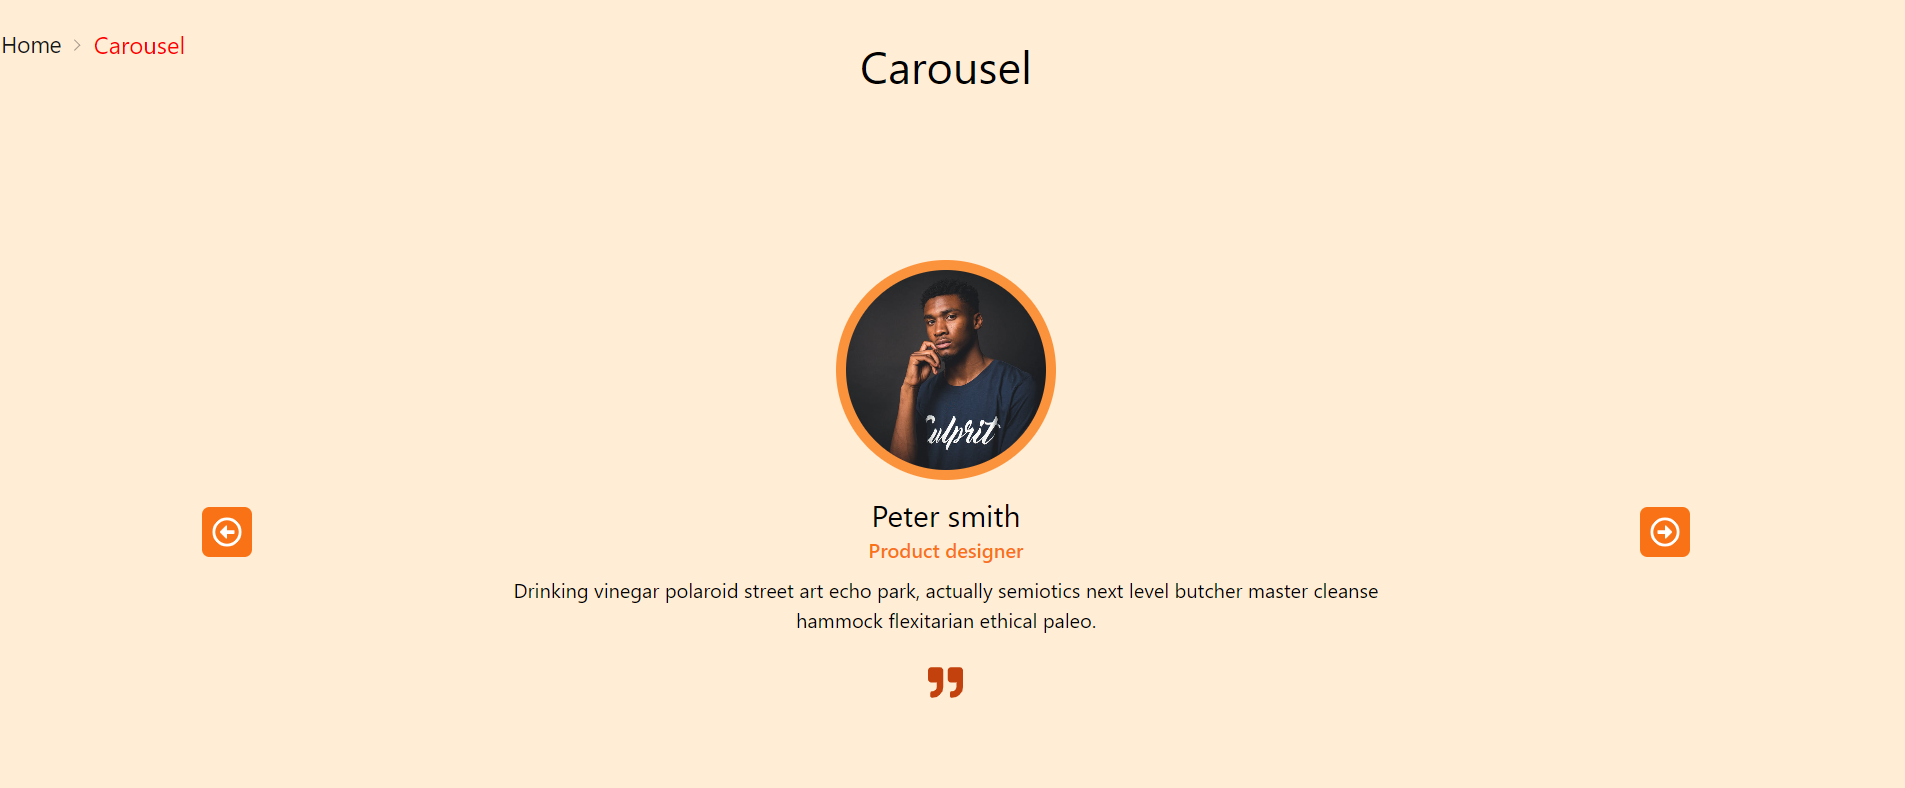 Home > Carousel
Carousel
Culprit
Peter smith
Product designer
Drinking vinegar polaroid street art echo park, actually semiotics next level butcher master cleanse
hammock flexitarian ethical paleo.